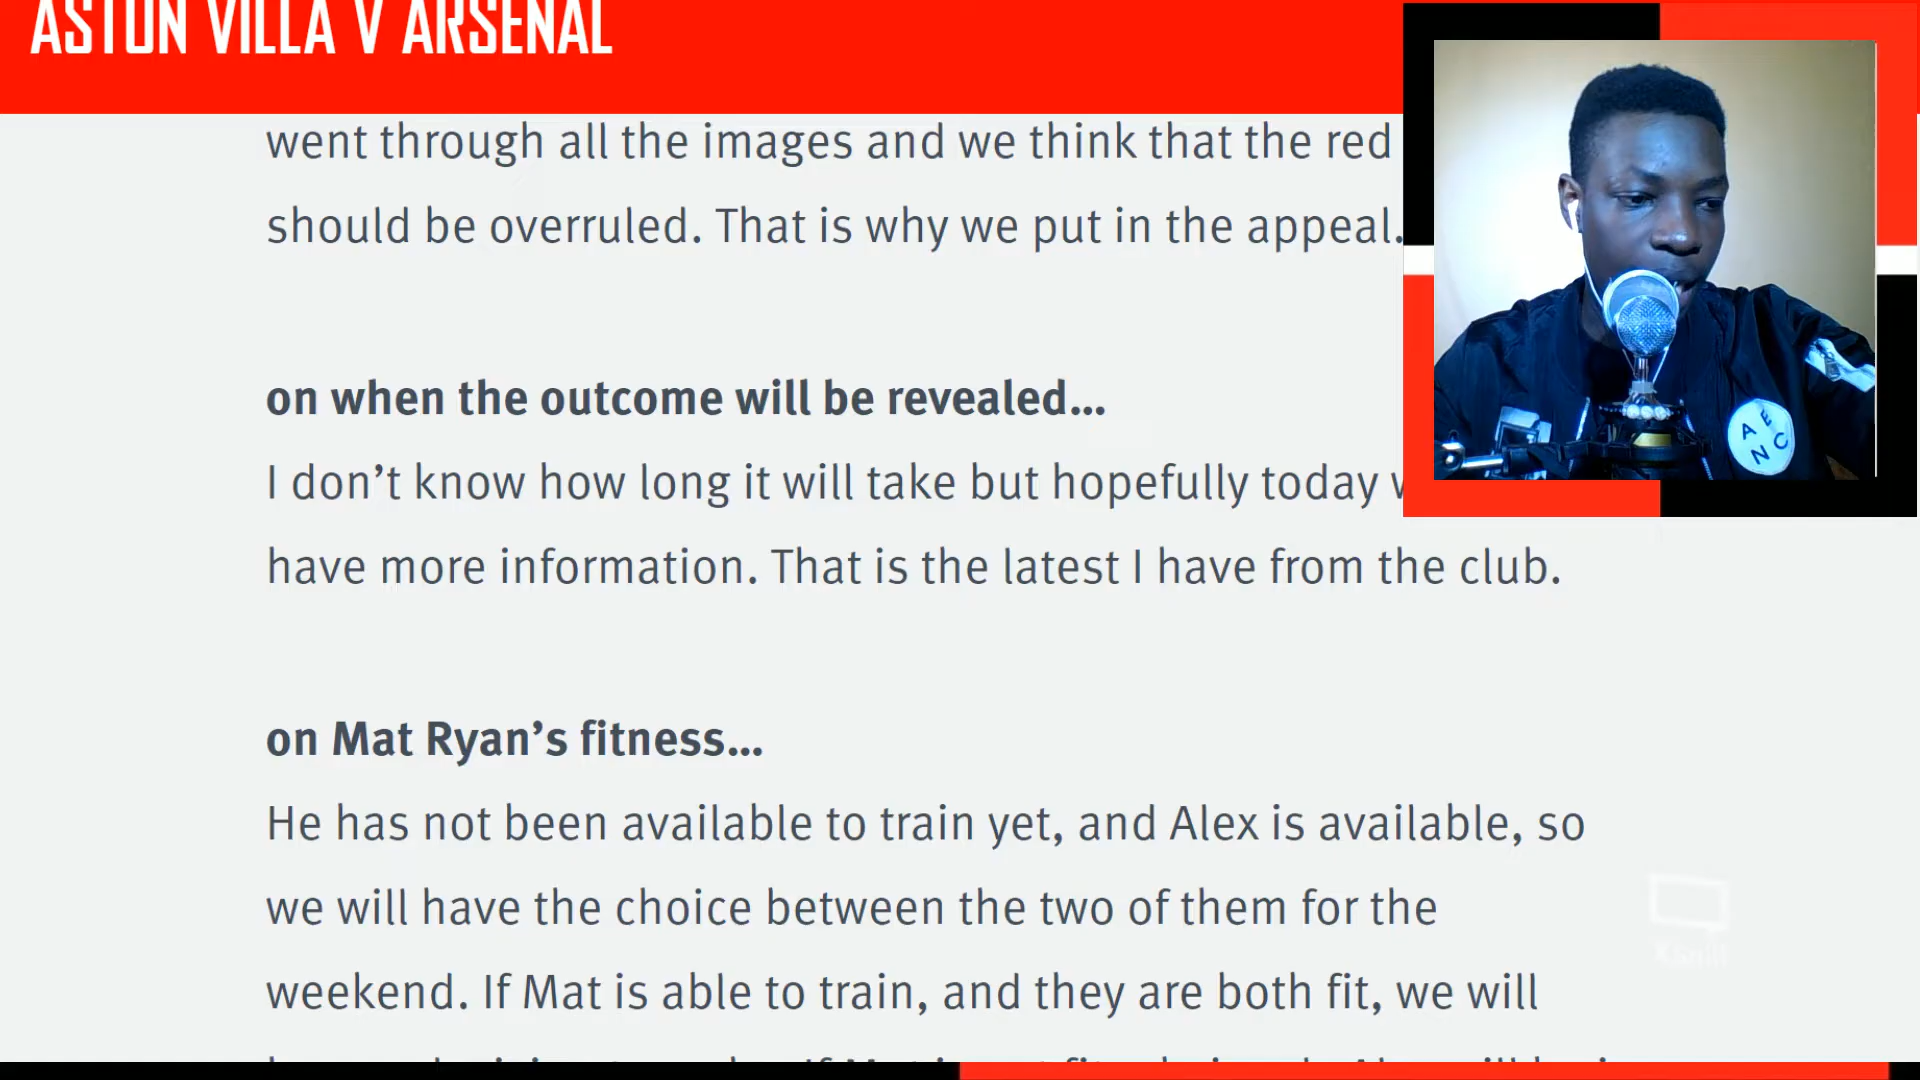 ASTON VILLA V ARSENAL
went through all the images and we think that the red
should be overruled. That is why we put in the appeal.
on when the outcome will be revealed...
I don’t know how long it will take but hopefully today
have more information. That is the latest I have from the club.
on Mat Ryan’s fitness...
He has not been available to train yet, and Alex is available, so
we will have the choice between the two of them for the
weekend. If Mat is able to train, and they are both fit, we will
A E
N C